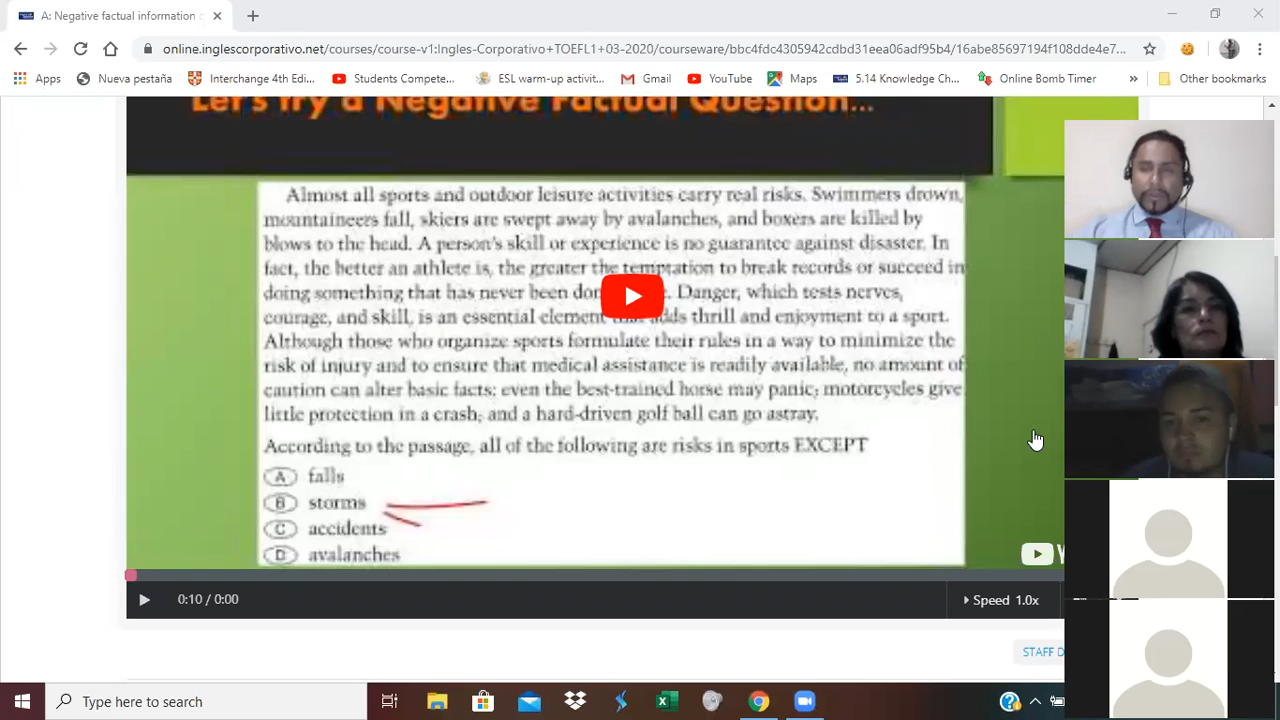 A: Negative factual information
online.inglescorporativo.net/courses/course-v1:Ingles-Corporativo+TOEFL1+03-2020/courseware/bbc4fdc4305942cdbd31eea06adf95b4/16abe85697194f108dde4e7...
Apps
Nueva pestaña
Interchange 4th Edi...
Students Compete...
ESL warm-up activit...
Gmail
YouTube
Maps
5.14 Knowledge Ch...
Online Bomb Timer
»
Other bookmarks
Let's try a Negative Factual Question...
Almost all sports and outdoor leisure activities carry real risks. Swimmers drown,
mountaineers fall, skiers are swept away by avalanches, and boxers are killed by
blows to the head. A person's skill or experience is no guarantee against disaster. In
fact, the better an athlete is, the greater the temptation to break records or succeed in
doing something that has never been don Danger, which tests nerves,
courage, and skill, is an essential element that adds thrill and enjoyment to a sport.
Although those who organize sports formulate their rules in a way to minimize the
risk of injury and to ensure that medical assistance is readily available, no amount of
caution can alter basic facts: even the best-trained horse may panic; motorcycles give
little protection in a crash; and a hard-driven golf ball can go astray.
According to the passage, all of the following are risks in sports EXCEPT
A falls
B storms
C accidents
D avalanches
0:10 / 0:00
Speed 1.0x
STAFF D
Type here to search